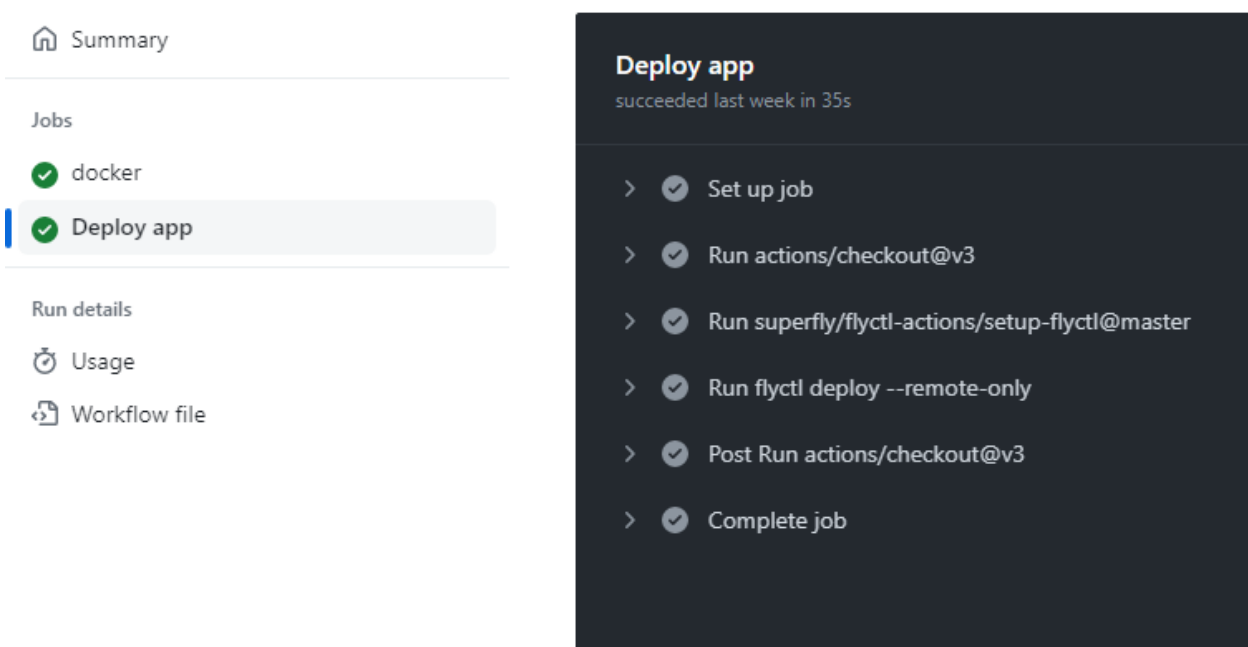 Summary
Jobs
docker
Deploy app
Run details
Usage
Workflow file
Deploy app
succeeded last week in 35s
Set up job
Run actions/checkout@v3
Run superfly/flyctl-actions/setup-flyctl@master
Run flyctl deploy --remote-only
Post Run actions/checkout@v3
Complete job